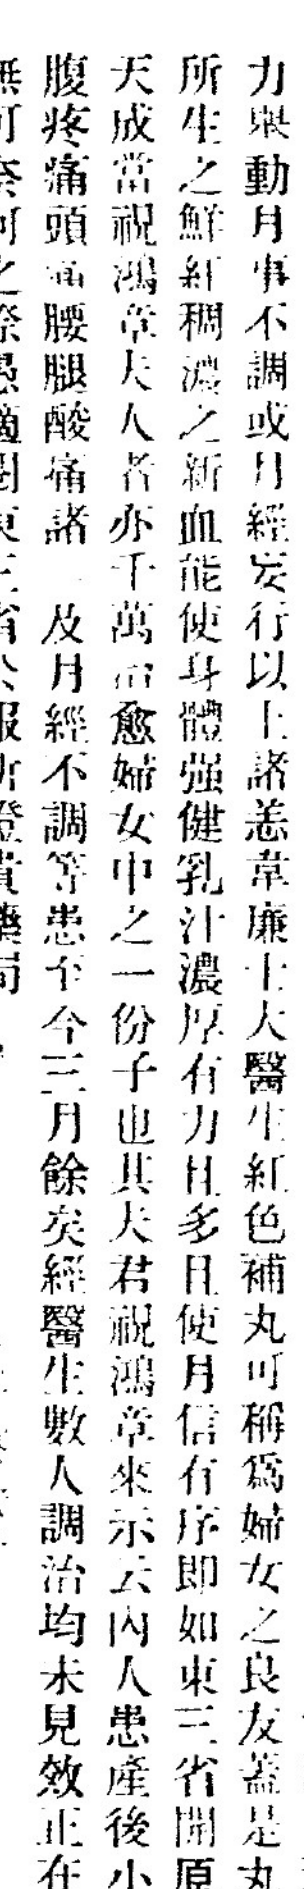 力與動月事不調或月經妄行以上諸恙韋廉士大醫生紅色補丸可稱為婦女之良友蓋是丸
所生之鮮紅稠濃之新血能使身體强健乳汁濃厚有力且多且使月信有序即如東三省開原
天成當祝鴻章夫人者亦千萬治愈婦女中之一份子也其夫君祝鴻章來示云內人患產後小
腹疼痛頭痛腰腿酸痛諸 及月經不調等患至今三月餘矣經醫生數人調治均未見效正在
無可奈何之際愚適閱東三省公報所登貴藥局